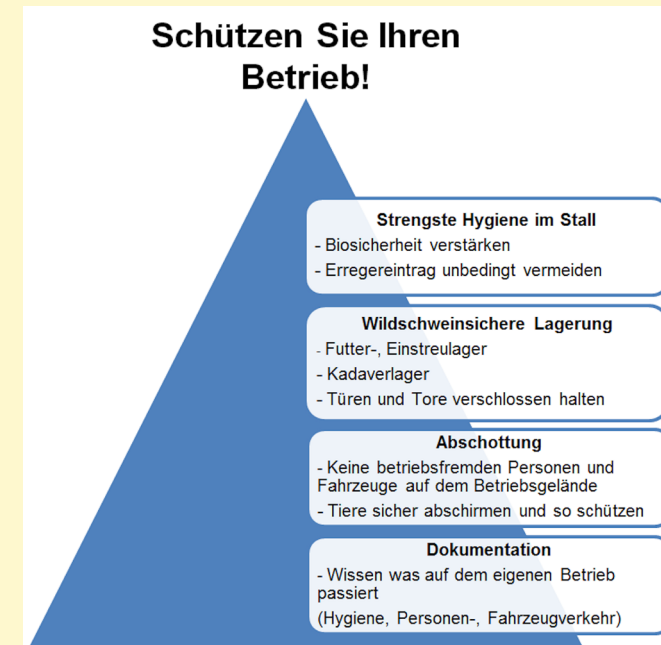 Schützen Sie Ihren
Betrieb!
Strengste Hygiene im Stall
- Biosicherheit verstärken
- Erregereintrag unbedingt vermeiden
Wildschweinsichere Lagerung
- Futter-, Einstreulager
- Kadaverlager
- Türen und Tore verschlossen halten
Abschottung
- Keine betriebsfremden Personen und
Fahrzeuge auf dem Betriebsgelände
- Tiere sicher abschirmen und so schützen
Dokumentation
- Wissen was auf dem eigenen Betrieb
passiert
(Hygiene, Personen-, Fahrzeugverkehr)